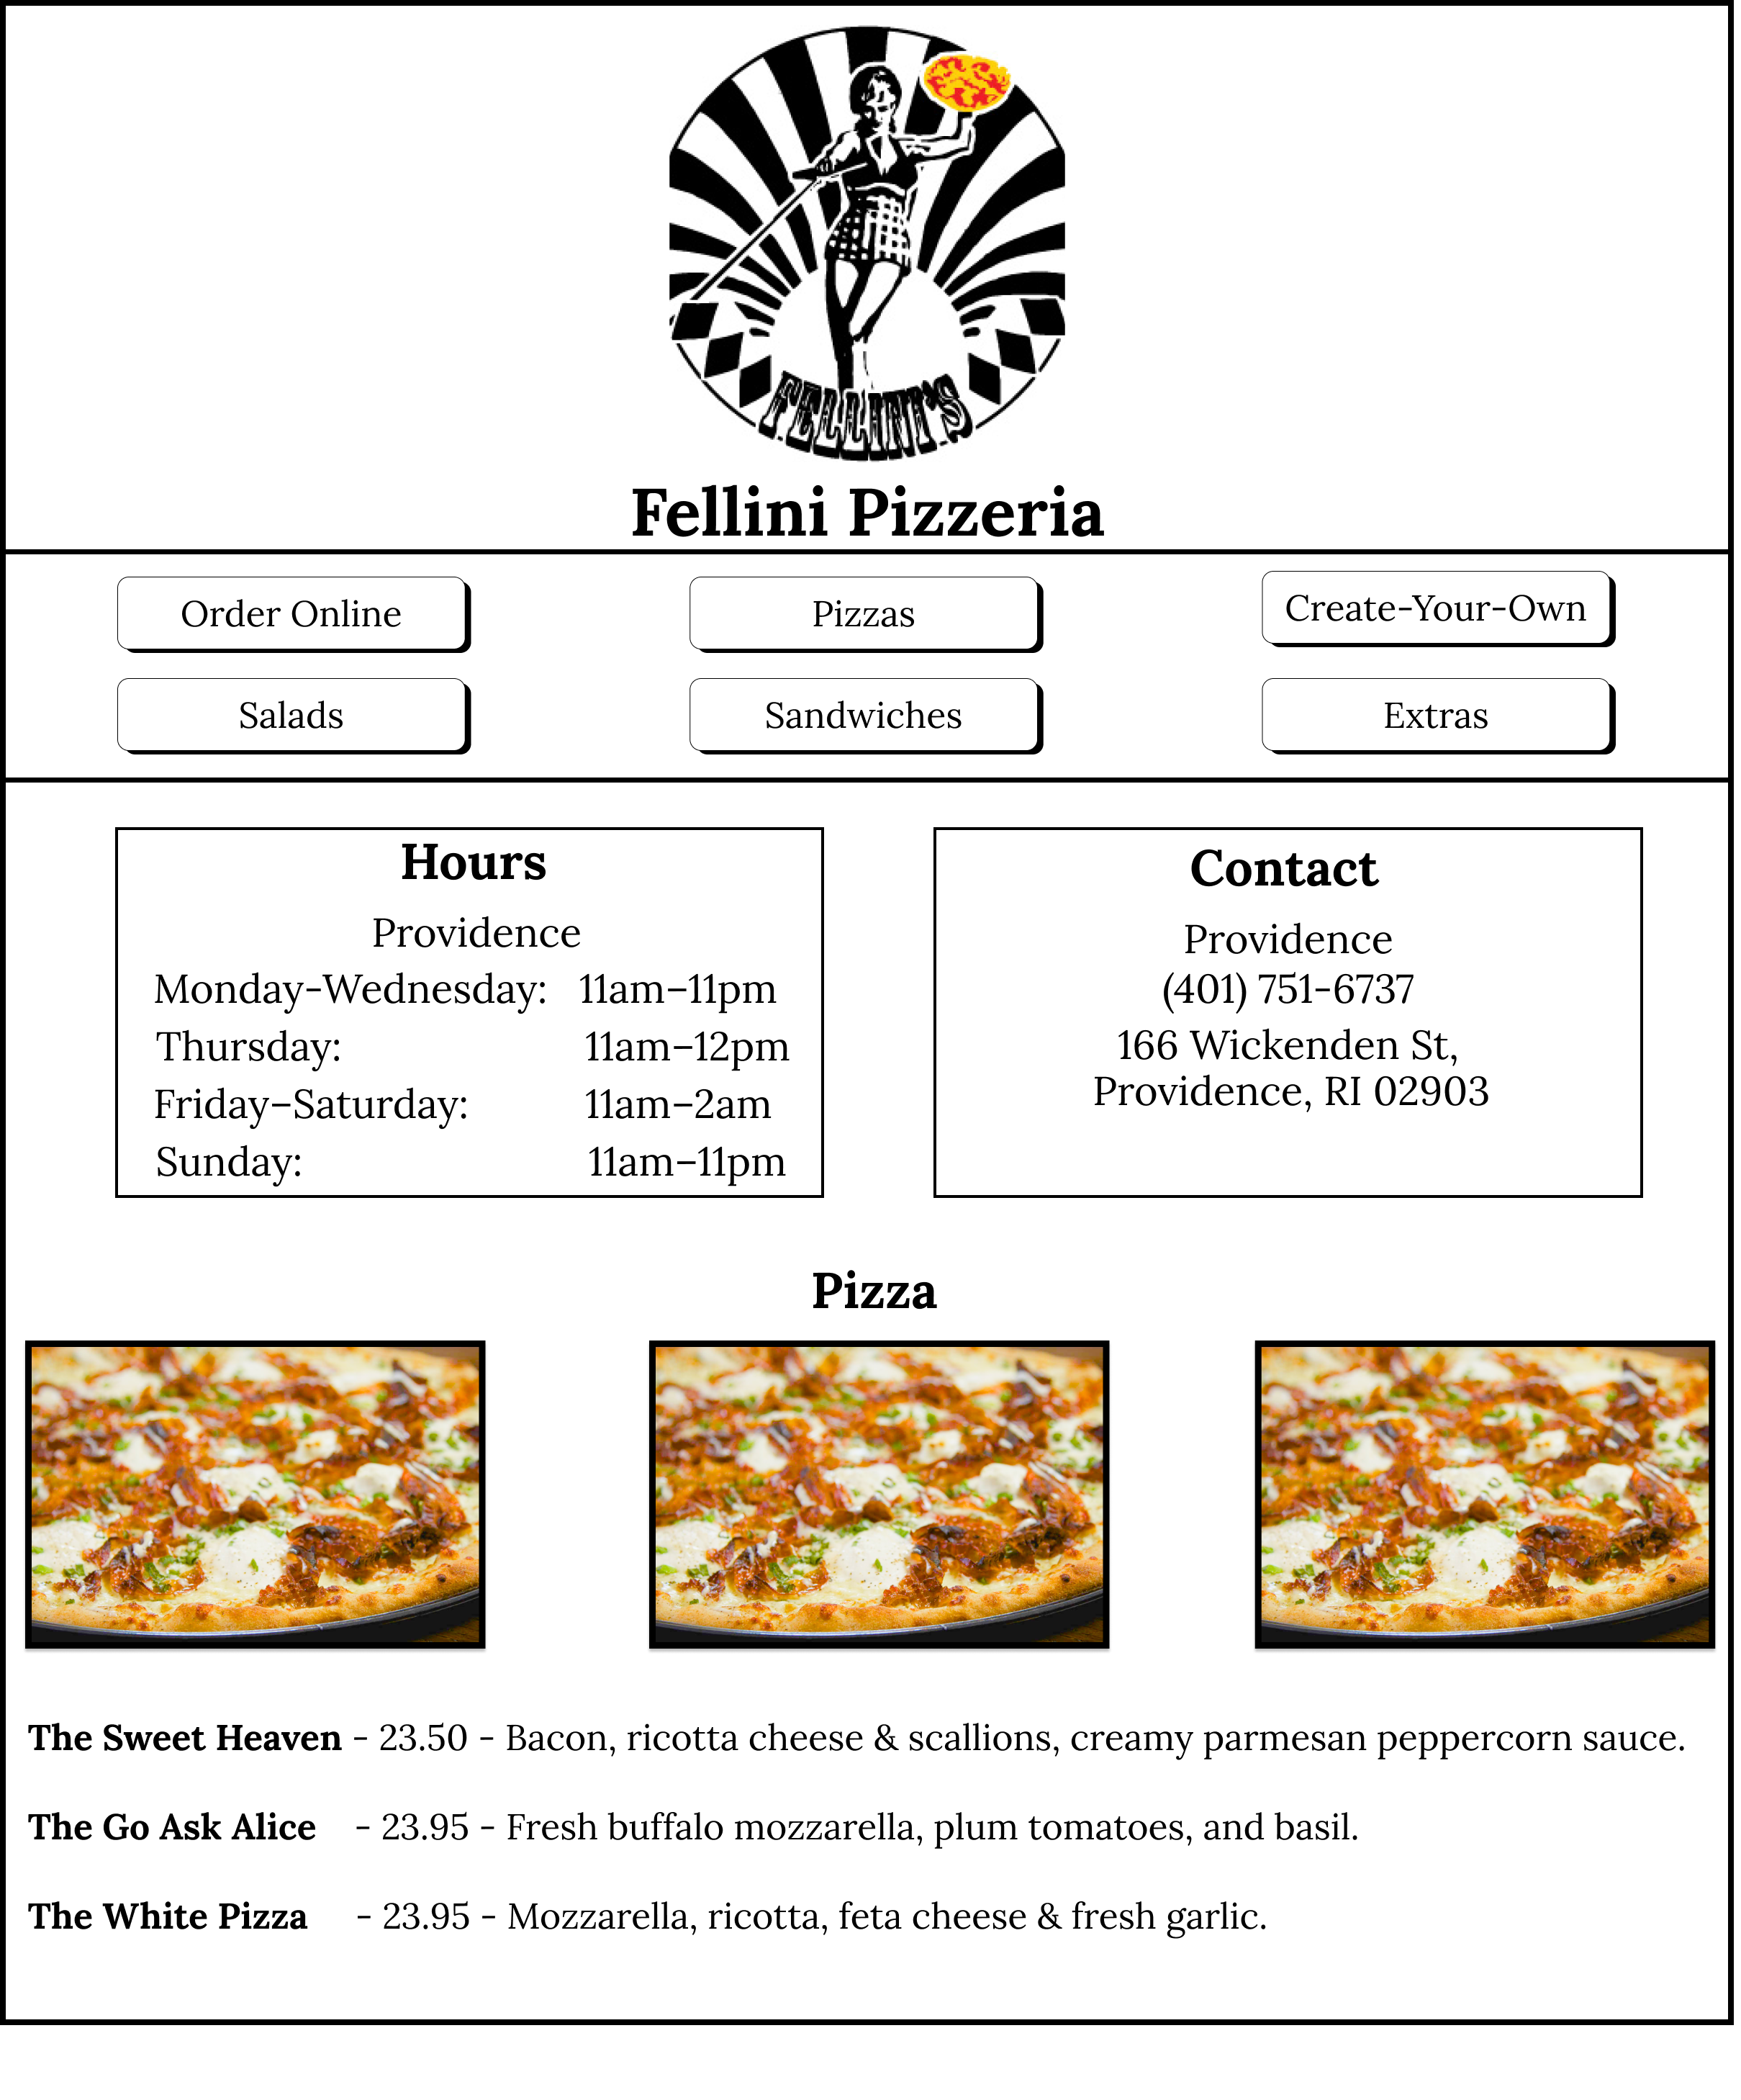 FELLINI'S
Fellini Pizzeria
Order Online
Pizzas
Create-Your-Own
Salads
Sandwiches
Extras
Hours
Providence
Monday-Wednesday: 11am–11pm
Thursday: 11am–12pm
Friday–Saturday: 11am–2am
Sunday: 11am–11pm
Contact
Providence
(401) 751-6737
166 Wickenden St,
Providence, RI 02903
Pizza
The Sweet Heaven - 23.50 - Bacon, ricotta cheese & scallions, creamy parmesan peppercorn sauce.
The Go Ask Alice - 23.95 - Fresh buffalo mozzarella, plum tomatoes, and basil.
The White Pizza - 23.95 - Mozzarella, ricotta, feta cheese & fresh garlic.